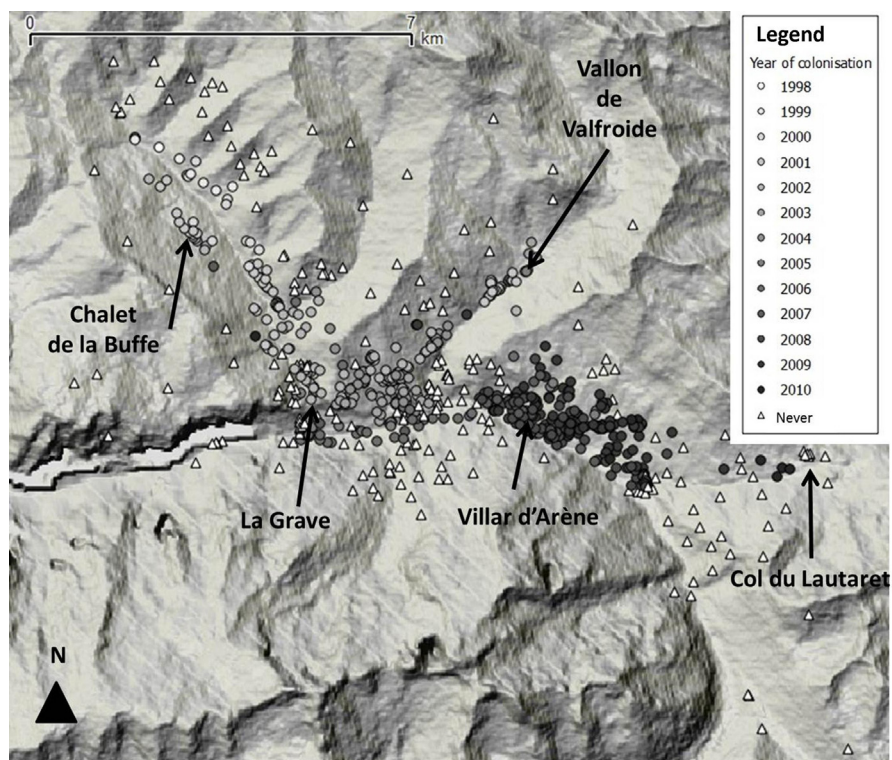 0
7
km
Vallon
de
Valfroide
Chalet
de la Buffe
La Grave
Villar d'Arène
Col du Lautaret
N
Legend
Year of colonisation
1998
1999
2000
2001
2002
2003
2004
2005
2006
2007
2008
2009
2010
Never